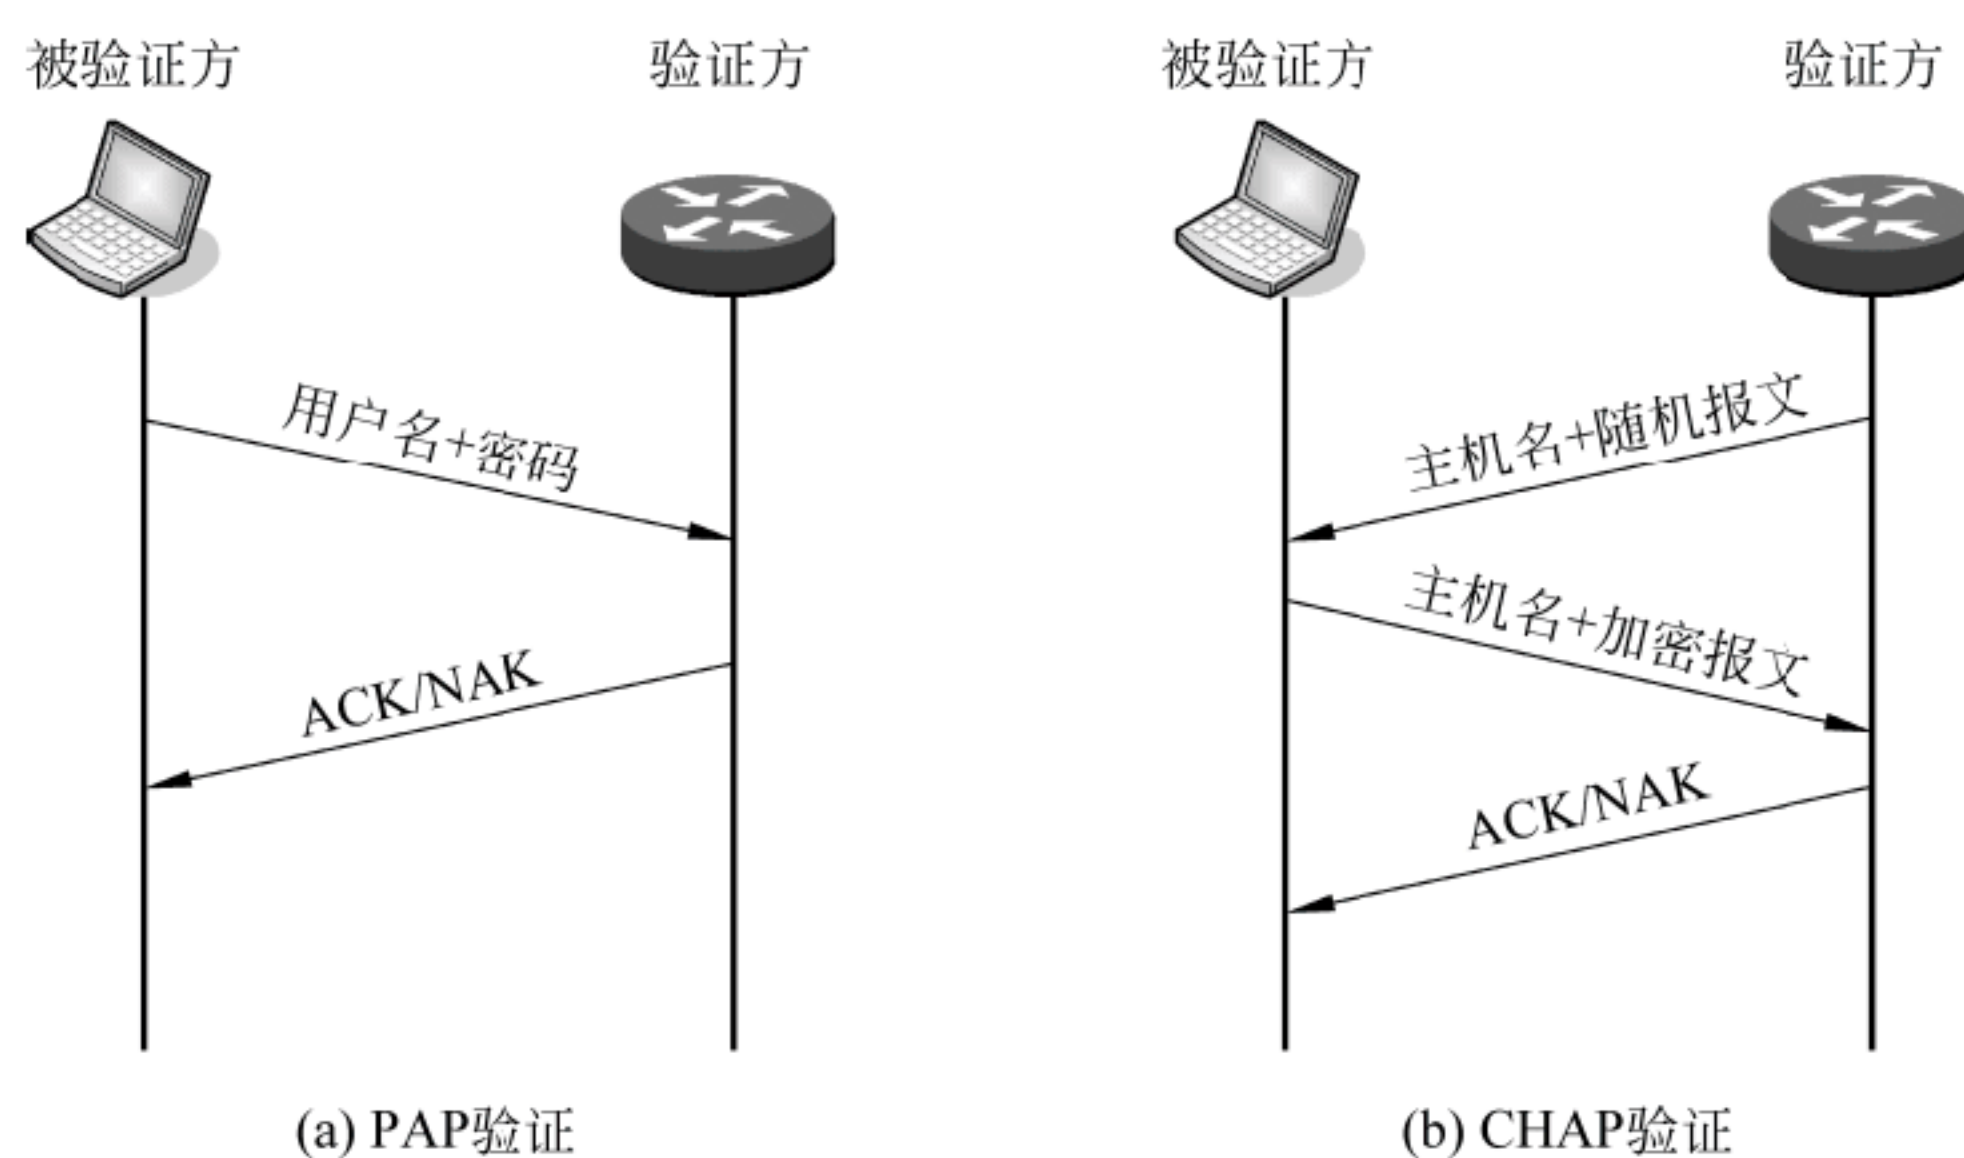 被验证方
验证方
用户名+密码
ACK/NAK
(a) PAP验证
被验证方
验证方
主机名+随机报文
主机名+加密报文
ACK/NAK
(b) CHAP验证